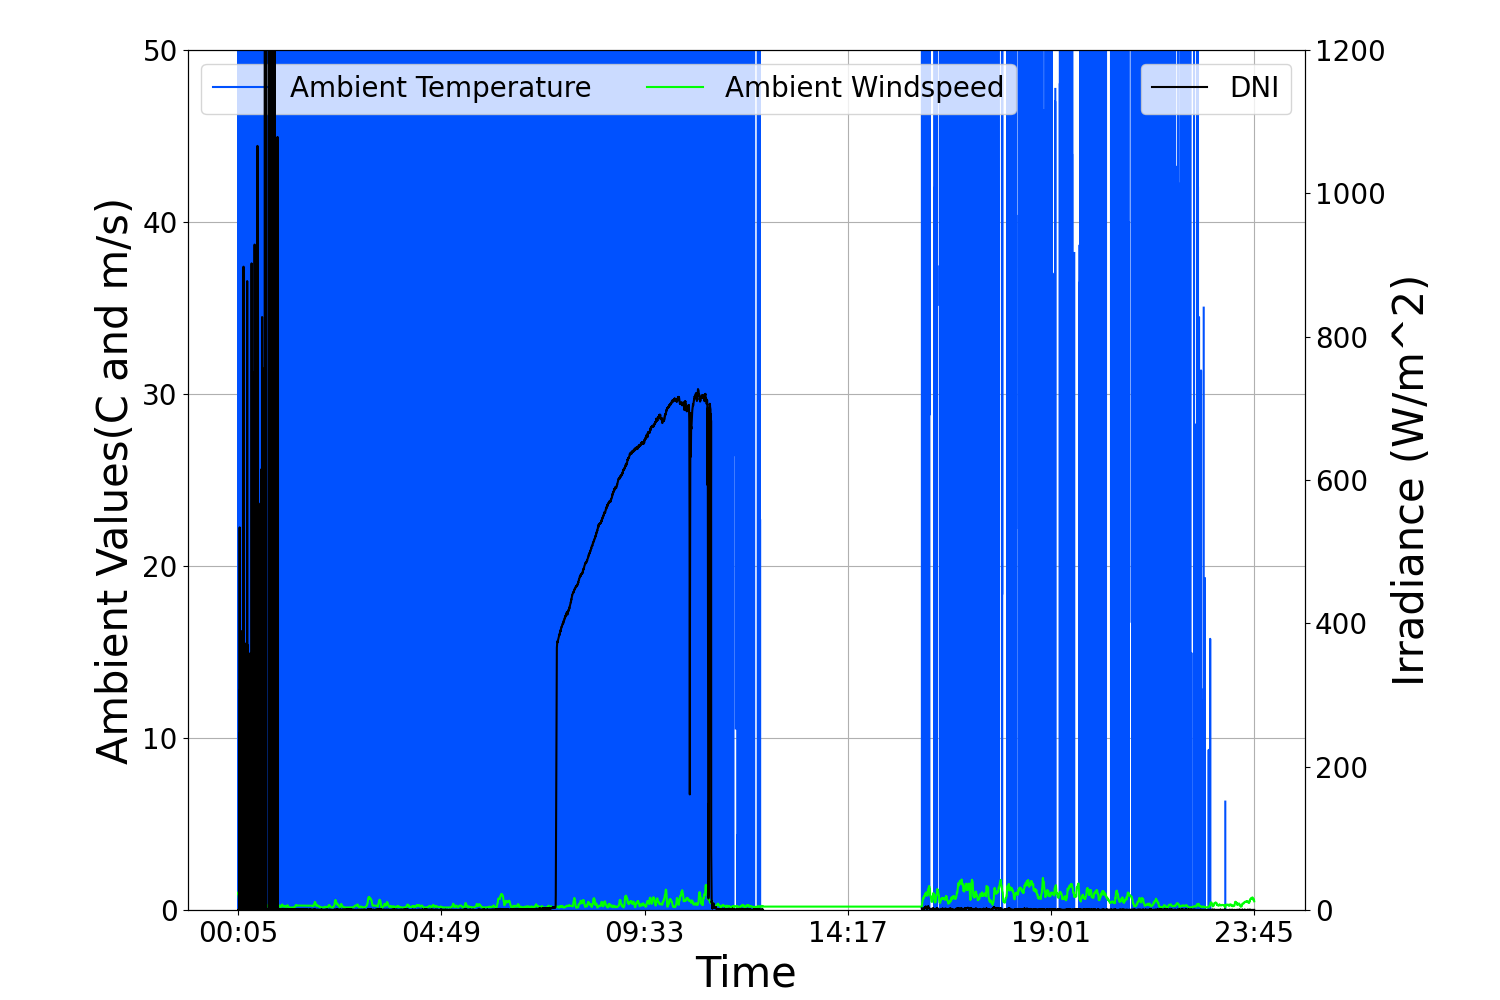 Ambient Temperature Ambient Windspeed DNI
Ambient Values(C and m/s)
50
40
30
20
10
0
1200
1000
800
600
400
200
0
Irradiance (W/m^2)
00:05 04:49 09:33 14:17 19:01 23:45
Time